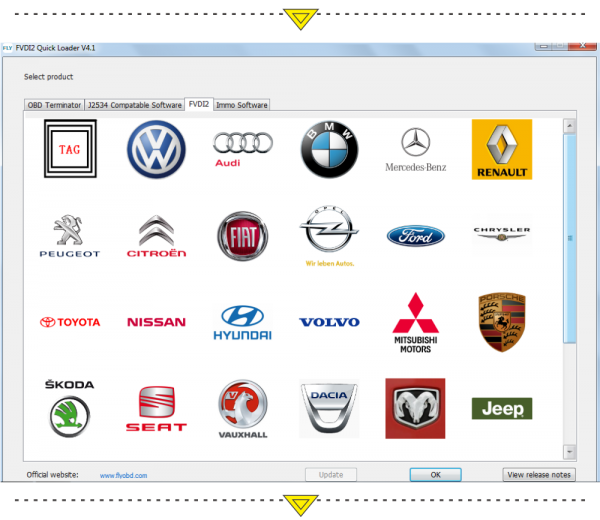 FLY FVDI2 Quick Loader V4.1
Select product
OBD Terminator J2534 Compatable Software FVDI2 Immo Software
TAG
Audi
BMW
Mercedes-Benz
RENAULT
PEUGEOT
CITROËN
FIAT
OPEL
Wir leben Autos.
Ford
CHRYSLER
TOYOTA
NISSAN
HYUNDAI
VOLVO
MITSUBISHI
MOTORS
PORSCHE
ŠKODA
SEAT
VAUXHALL
DACIA
Jeep
Official website: www.flyobd.com Update OK View release notes